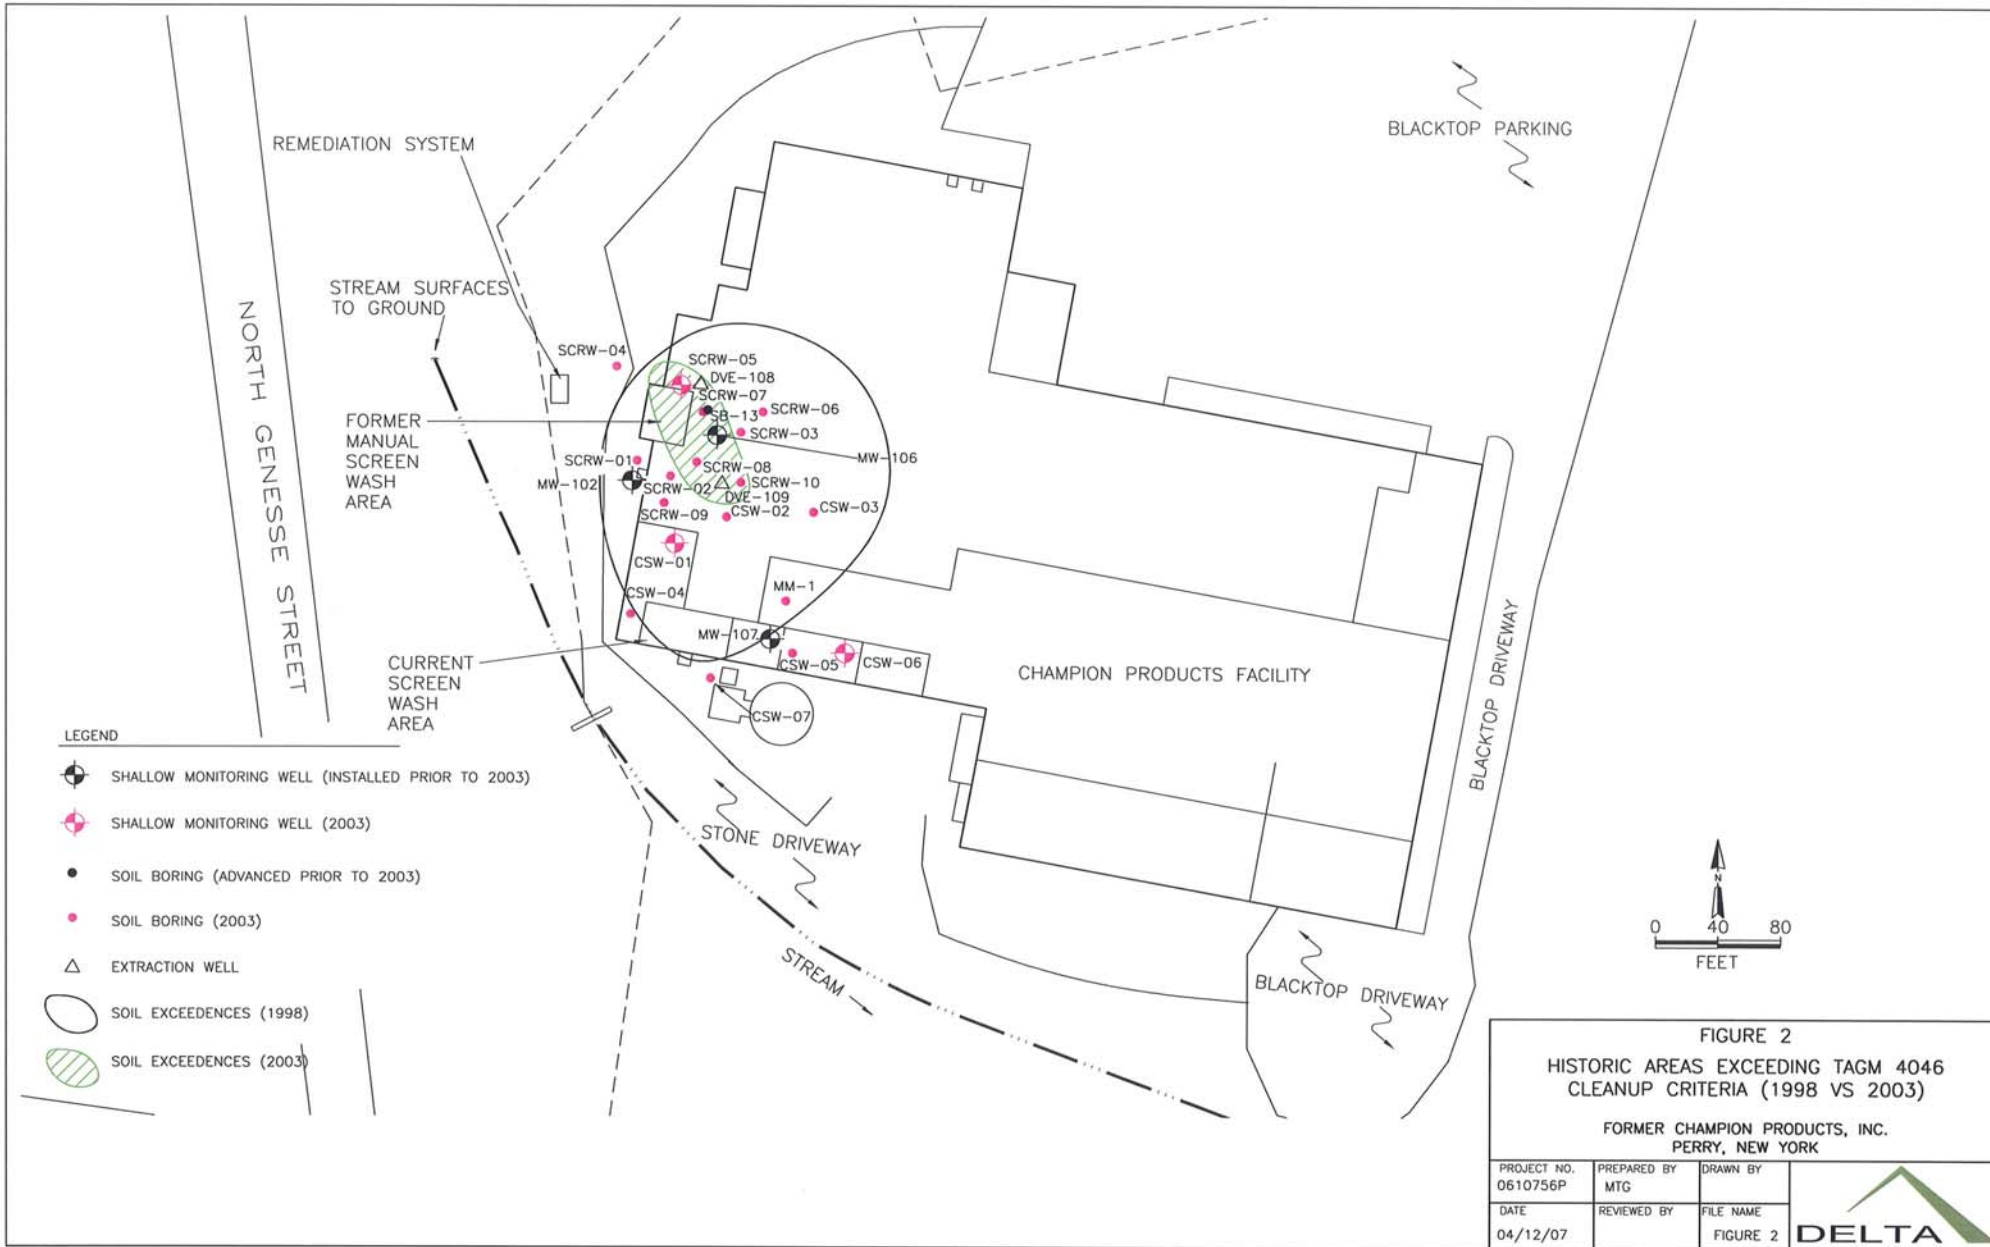 REMEDIATION SYSTEM
BLACKTOP PARKING
STREAM SURFACES
TO GROUND
NORTH GENESSE STREET
SCRW-04
SCRW-05
DVE-108
SCRW-07
SB-13
SCRW-06
SCRW-03
MW-106
FORMER
MANUAL
SCREEN
WASH
AREA
SCRW-01
MW-102
SCRW-08
SCRW-02
SCRW-10
DVE-109
SCRW-09
CSW-02
CSW-03
CSW-01
CSW-04
MM-1
MW-107
CSW-05
CSW-06
CSW-07
CURRENT
SCREEN
WASH
AREA
CHAMPION PRODUCTS FACILITY
BLACKTOP DRIVEWAY
STONE DRIVEWAY
STREAM
BLACKTOP DRIVEWAY
LEGEND
SHALLOW MONITORING WELL (INSTALLED PRIOR TO 2003)
SHALLOW MONITORING WELL (2003)
SOIL BORING (ADVANCED PRIOR TO 2003)
SOIL BORING (2003)
EXTRACTION WELL
SOIL EXCEEDENCES (1998)
SOIL EXCEEDENCES (2003)
N
0 40 80
FEET
FIGURE 2
HISTORIC AREAS EXCEEDING TAGM 4046
CLEANUP CRITERIA (1998 VS 2003)
FORMER CHAMPION PRODUCTS, INC.
PERRY, NEW YORK
PROJECT NO.
0610756P
PREPARED BY
MTG
DRAWN BY
DATE
04/12/07
REVIEWED BY
FILE NAME
FIGURE 2
DELTA